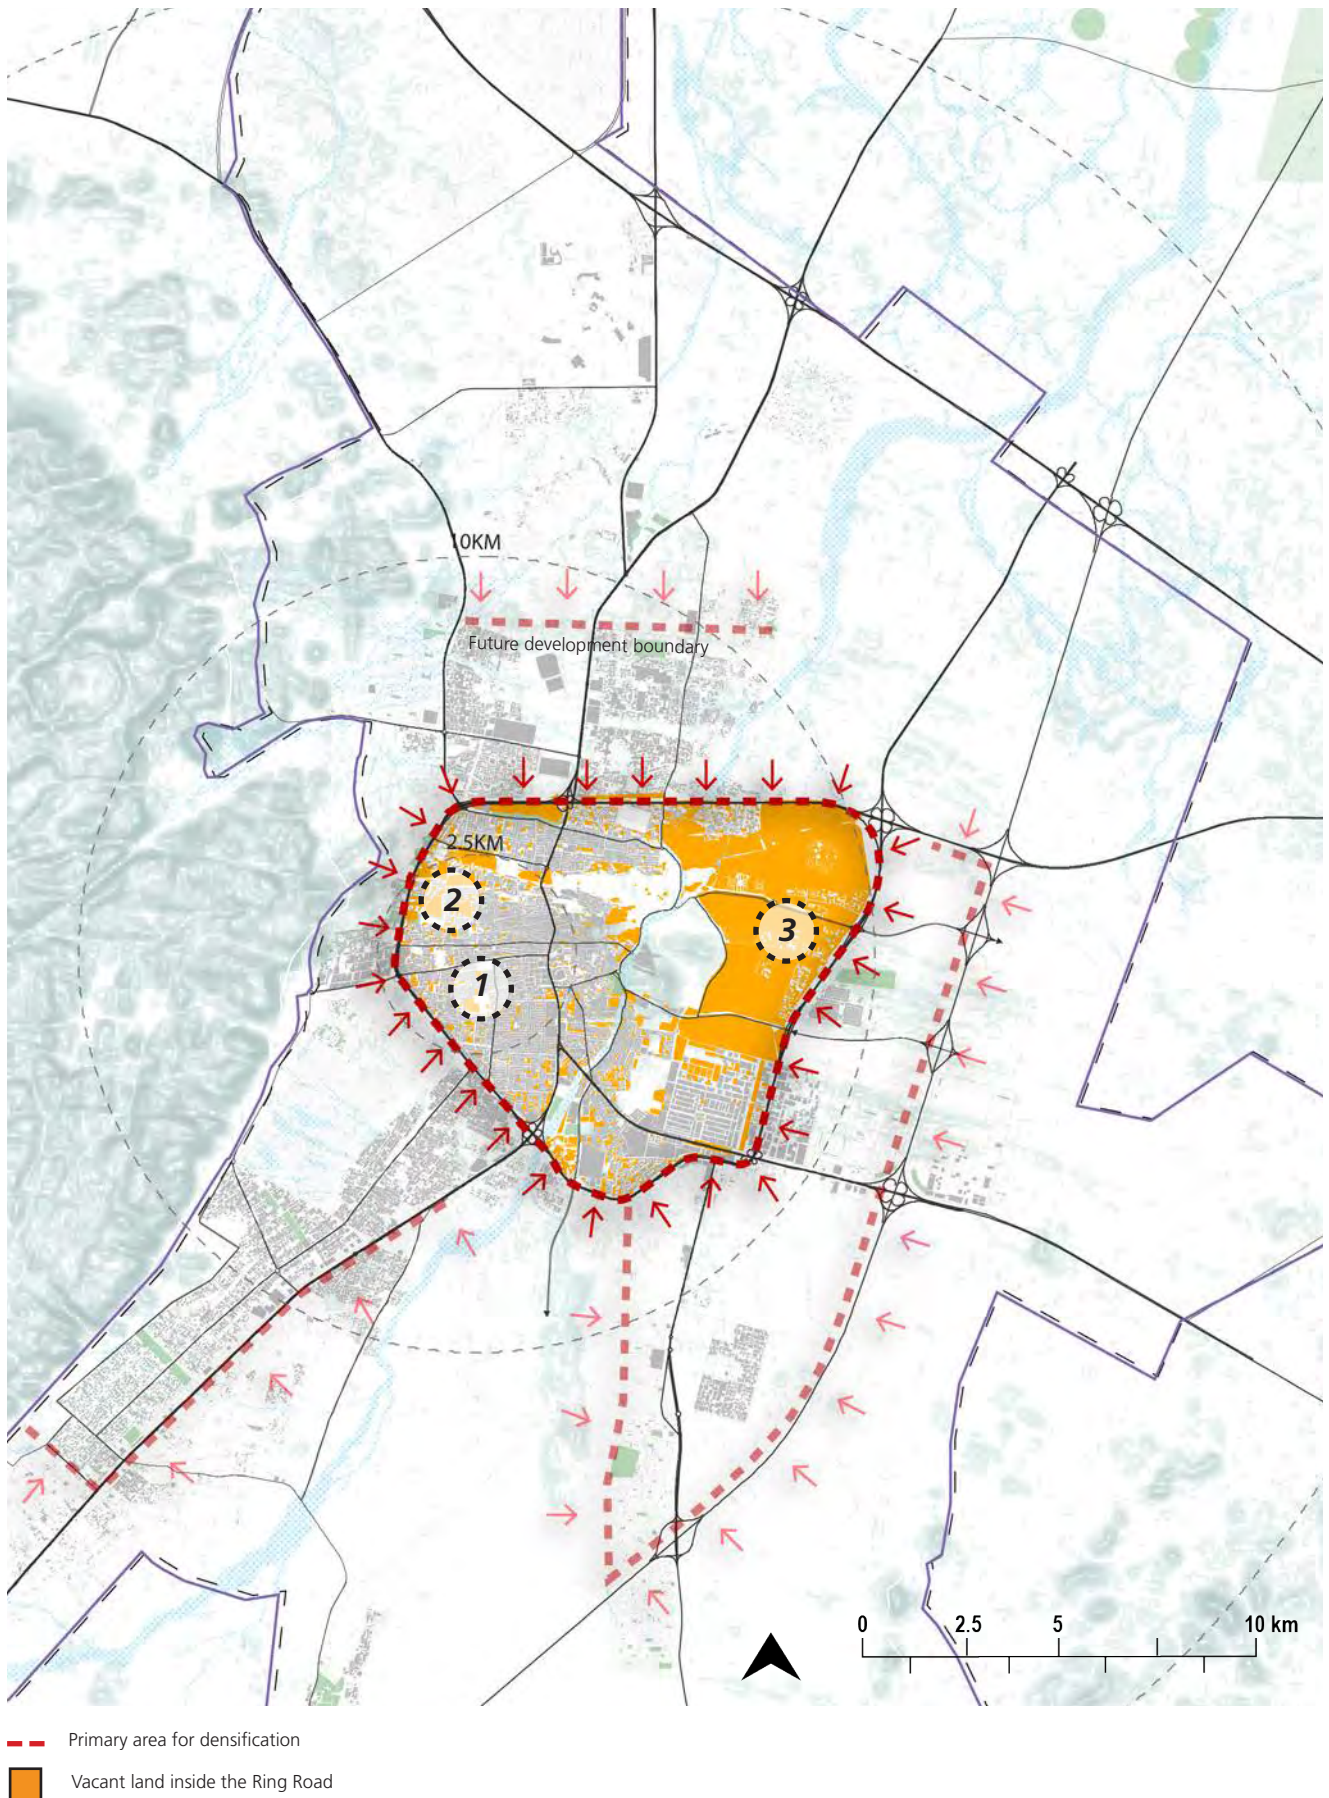 10KM
Future development boundary
2.5KM
2
3
1
0 2.5 5 10 km
Primary area for densification
Vacant land inside the Ring Road